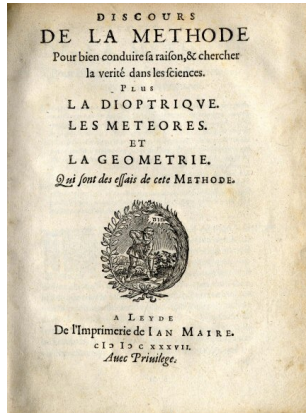 DISCOURS
DE LA METHODE
Pour bien conduire sa raison, & chercher
la verité dans les sciences.
PLUS
LA DIOPTRIQVE.
LES METEORES.
ET
LA GEOMETRIE.
Qui sont des essais de cete METHODE.
A LEYDE
De l'Imprimerie de IAN MAIRE.
cIↃ IↃ c XXXVII.
Auec Priuilege.